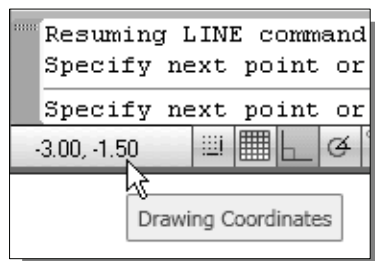 Resuming LINE command
Specify next point or
Specify next point or
-3.00, -1.50
Drawing Coordinates